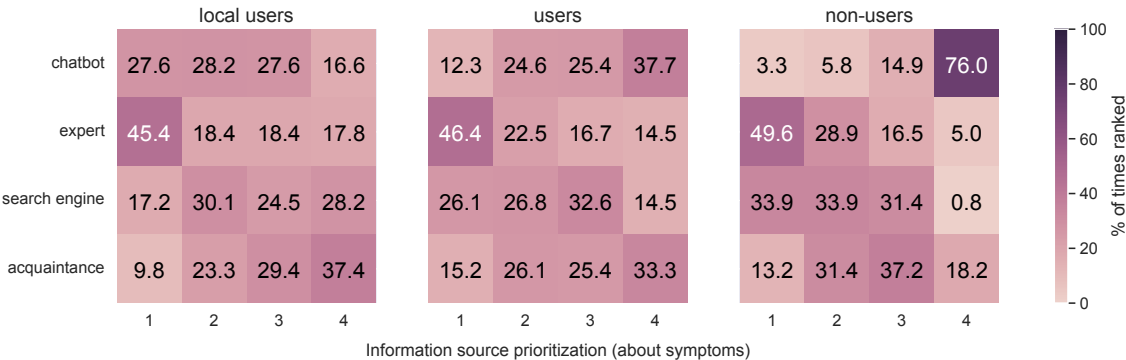 local users
users
non-users
chatbot
27.6 28.2 27.6 16.6
12.3 24.6 25.4 37.7
3.3 5.8 14.9 76.0
expert
45.4 18.4 18.4 17.8
46.4 22.5 16.7 14.5
49.6 28.9 16.5 5.0
search engine
17.2 30.1 24.5 28.2
26.1 26.8 32.6 14.5
33.9 33.9 31.4 0.8
acquaintance
9.8 23.3 29.4 37.4
15.2 26.1 25.4 33.3
13.2 31.4 37.2 18.2
1 2 3 4
1 2 3 4
1 2 3 4
Information source prioritization (about symptoms)
100
80
60
40
20
0
% of times ranked